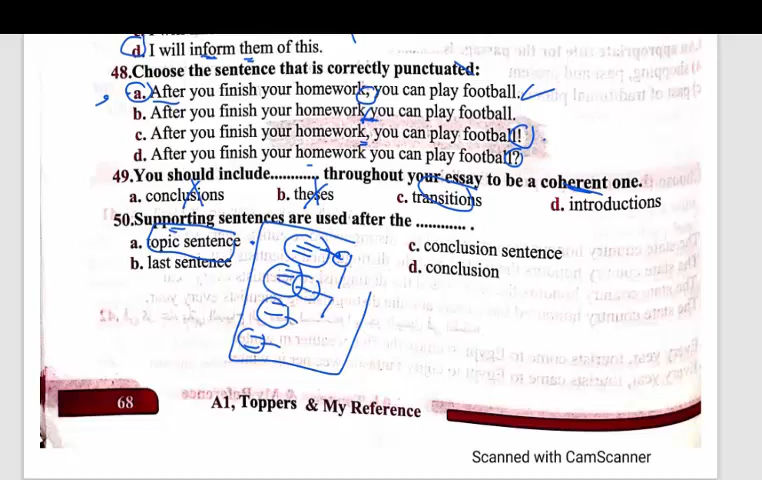 d. I will inform them of this.
48.Choose the sentence that is correctly punctuated:
a. After you finish your homework, you can play football.
b. After you finish your homework you can play football.
c. After you finish your homework, you can play football!
d. After you finish your homework you can play football?
49.You should include............ throughout your essay to be a coherent one.
a. conclusions b. theses c. transitions d. introductions
50.Supporting sentences are used after the ............ .
a. topic sentence c. conclusion sentence
b. last sentence d. conclusion
68 A1, Toppers & My Reference
Scanned with CamScanner